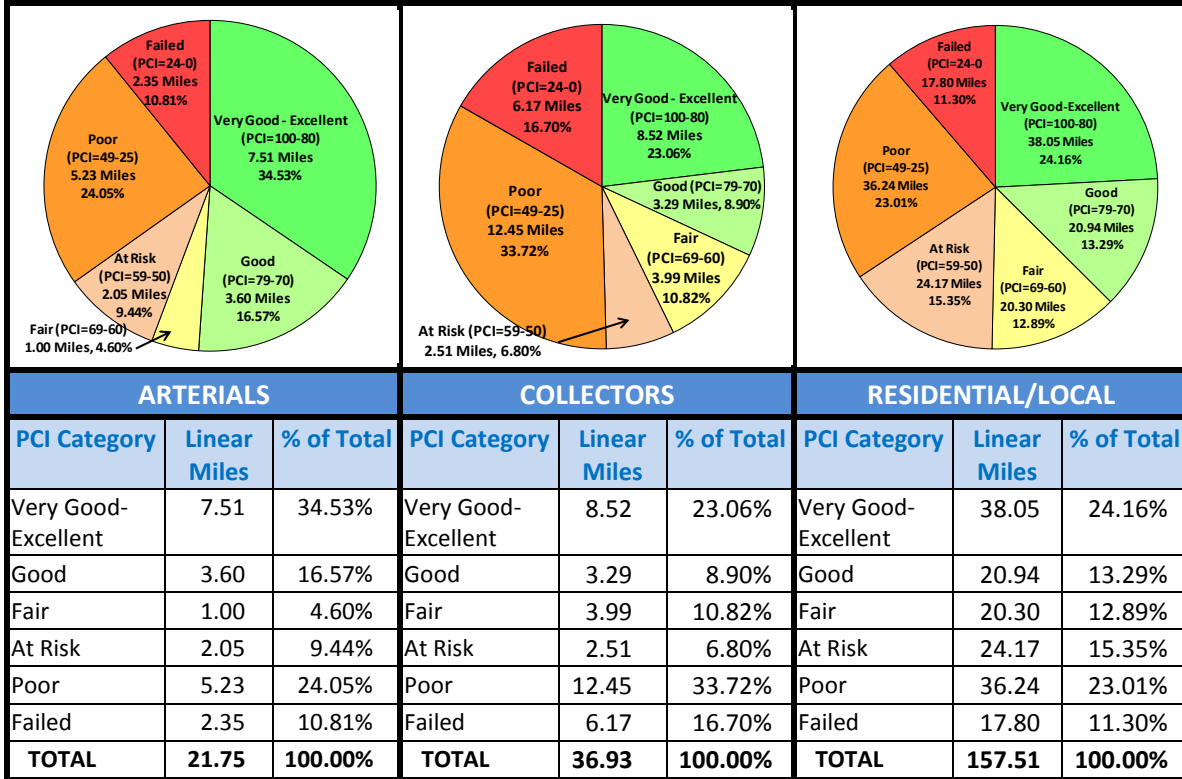 Failed
(PCI=24-0)
2.35 Miles
10.81%
Very Good - Excellent
(PCI=100-80)
7.51 Miles
34.53%
Poor
(PCI=49-25)
5.23 Miles
24.05%
At Risk
(PCI=59-50)
2.05 Miles
9.44%
Good
(PCI=79-70)
3.60 Miles
16.57%
Fair (PCI=69-60)
1.00 Miles, 4.60%
Failed
(PCI=24-0)
6.17 Miles
16.70%
Very Good - Excellent
(PCI=100-80)
8.52 Miles
23.06%
Good (PCI=79-70)
3.29 Miles, 8.90%
Poor
(PCI=49-25)
12.45 Miles
33.72%
Fair
(PCI=69-60)
3.99 Miles
10.82%
At Risk (PCI=59-50)
2.51 Miles, 6.80%
Failed
(PCI=24-0
17.80 Miles
11.30%
Very Good-Excellent
(PCI=100-80)
38.05 Miles
24.16%
Poor
(PCI=49-25)
36.24 Miles
23.01%
Good
(PCI=79-70)
20.94 Miles
13.29%
At Risk
(PCI=59-50)
24.17 Miles
15.35%
Fair
(PCI=69-60)
20.30 Miles
12.89%
ARTERIALS
PCI Category Linear Miles % of Total
Very Good-Excellent 7.51 34.53%
Good 3.60 16.57%
Fair 1.00 4.60%
At Risk 2.05 9.44%
Poor 5.23 24.05%
Failed 2.35 10.81%
TOTAL 21.75 100.00%
COLLECTORS
PCI Category Linear Miles % of Total
Very Good-Excellent 8.52 23.06%
Good 3.29 8.90%
Fair 3.99 10.82%
At Risk 2.51 6.80%
Poor 12.45 33.72%
Failed 6.17 16.70%
TOTAL 36.93 100.00%
RESIDENTIAL/LOCAL
PCI Category Linear Miles % of Total
Very Good-Excellent 38.05 24.16%
Good 20.94 13.29%
Fair 20.30 12.89%
At Risk 24.17 15.35%
Poor 36.24 23.01%
Failed 17.80 11.30%
TOTAL 157.51 100.00%